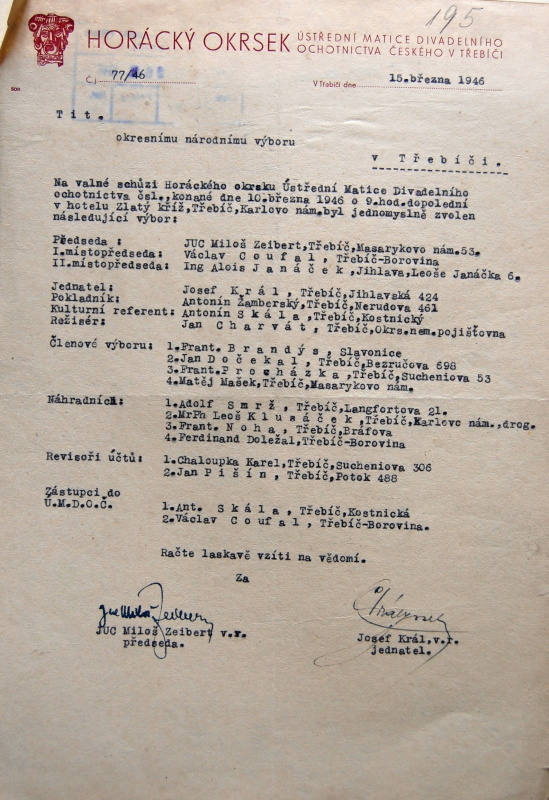 195
HORÁCKÝ OKRSEK ÚSTŘEDNÍ MATICE DIVADELNÍHO
OCHOTNICTVA ČESKÉHO V TŘEBÍČI
Č.j. 77/46 V Třebíči dne 15.března 1946
Tit.
okresnímu národnímu výboru
v Třebíči.
Na valné schůzi Horáckého okrsku Ústřední Matice Divadelního
ochotnictva čsl.,konané dne 10.března 1946 o 9.hod.dopolední
v hotelu Zlatý kříž,Třebíč,Karlovo nám.byl jednomyslně zvolen
následující výbor:
Předseda : JUC Miloš Zeibert,Třebíč,Masarykovo nám.53.
I.místopředseda: Václav Coufal, Třebíč-Borovina
II.místopředseda: Ing Alois Janáček,Jihlava,Leoše Janáčka 6.
Jednatel: Josef Král,Třebíč,Jihlavská 424
Pokladník: Antonín Žamberský,Třebíč,Nerudova 461
Kulturní referent: Antonín Skála,Třebíč,Kostnický
Režisér: Jan Charvát, Třebíč,Okrs.nem.pojišťovna
Členové výboru: 1.Frant. Brandýs, Slavonice
2.Jan Dočekal, Třebíč,Bezručova 698
3.Frant.Procházka,Třebíč,Sucheniova 53
4.Matěj Mašek,Třebíč,Masarykovo nám.
Náhradníci: 1.Adolf Smrž, Třebíč,Langfortova 21.
2.MrPh Leoš Klusáček,Třebíč,Karlovo nám.,drog.
3.Frant. Noha, Třebíč,Bráfova
4.Ferdinand Doležal,Třebíč-Borovina
Revisoři účtů: 1.Chaloupka Karel,Třebíč,Sucheniova 306
2.Jan Pišín, Třebíč,Potok 488
Zástupci do
Ú.M.D.O.Č. 1.Ant. Skála, Třebíč,Kostnická
2.Václav Coufal, Třebíč-Borovina.
Račte laskavě vzíti na vědomí.
Za
JUC Miloš Zeibert v.r. Josef Král,v.r.
předseda. jednatel.